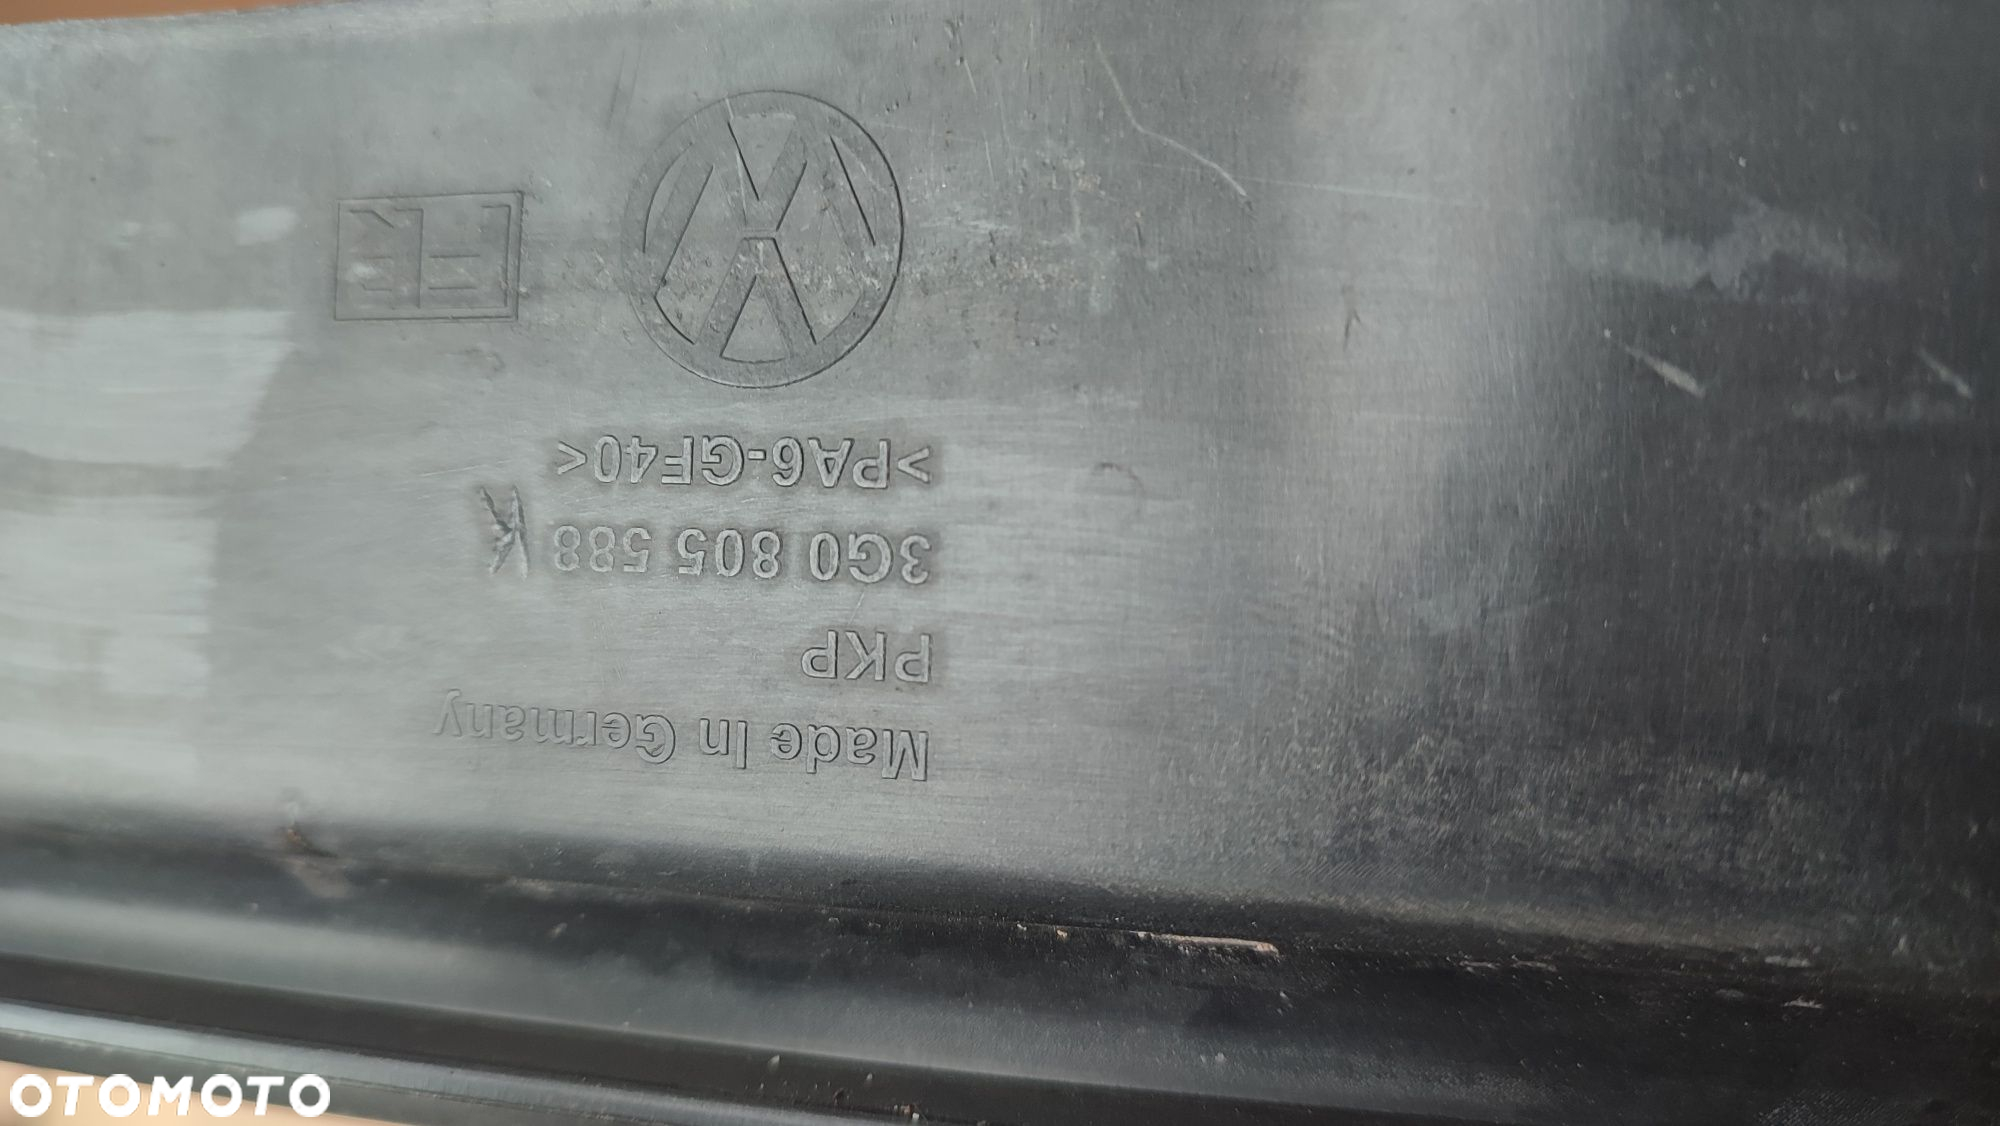 Made In Germany
PKP
3G0 805 588 K
>PA6-GF40<
OTOMOTO